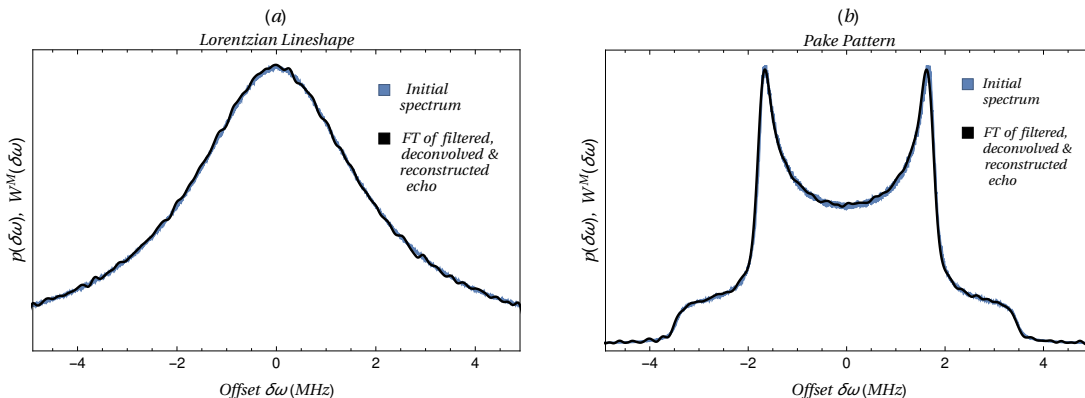 (a)
Lorentzian Lineshape
p(δω), W^M(δω)
Initial
spectrum
FT of filtered,
deconvolved &
reconstructed
echo
−4 −2 0 2 4
Offset δω (MHz)
(b)
Pake Pattern
p(δω), W^M(δω)
Initial
spectrum
FT of filtered,
deconvolved &
reconstructed
echo
−4 −2 0 2 4
Offset δω (MHz)